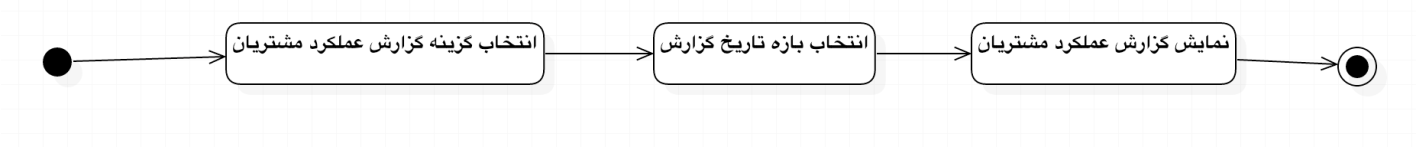 انتخاب گزینه گزارش عملکرد مشتریان
انتخاب بازه تاریخ گزارش
نمایش گزارش عملکرد مشتریان